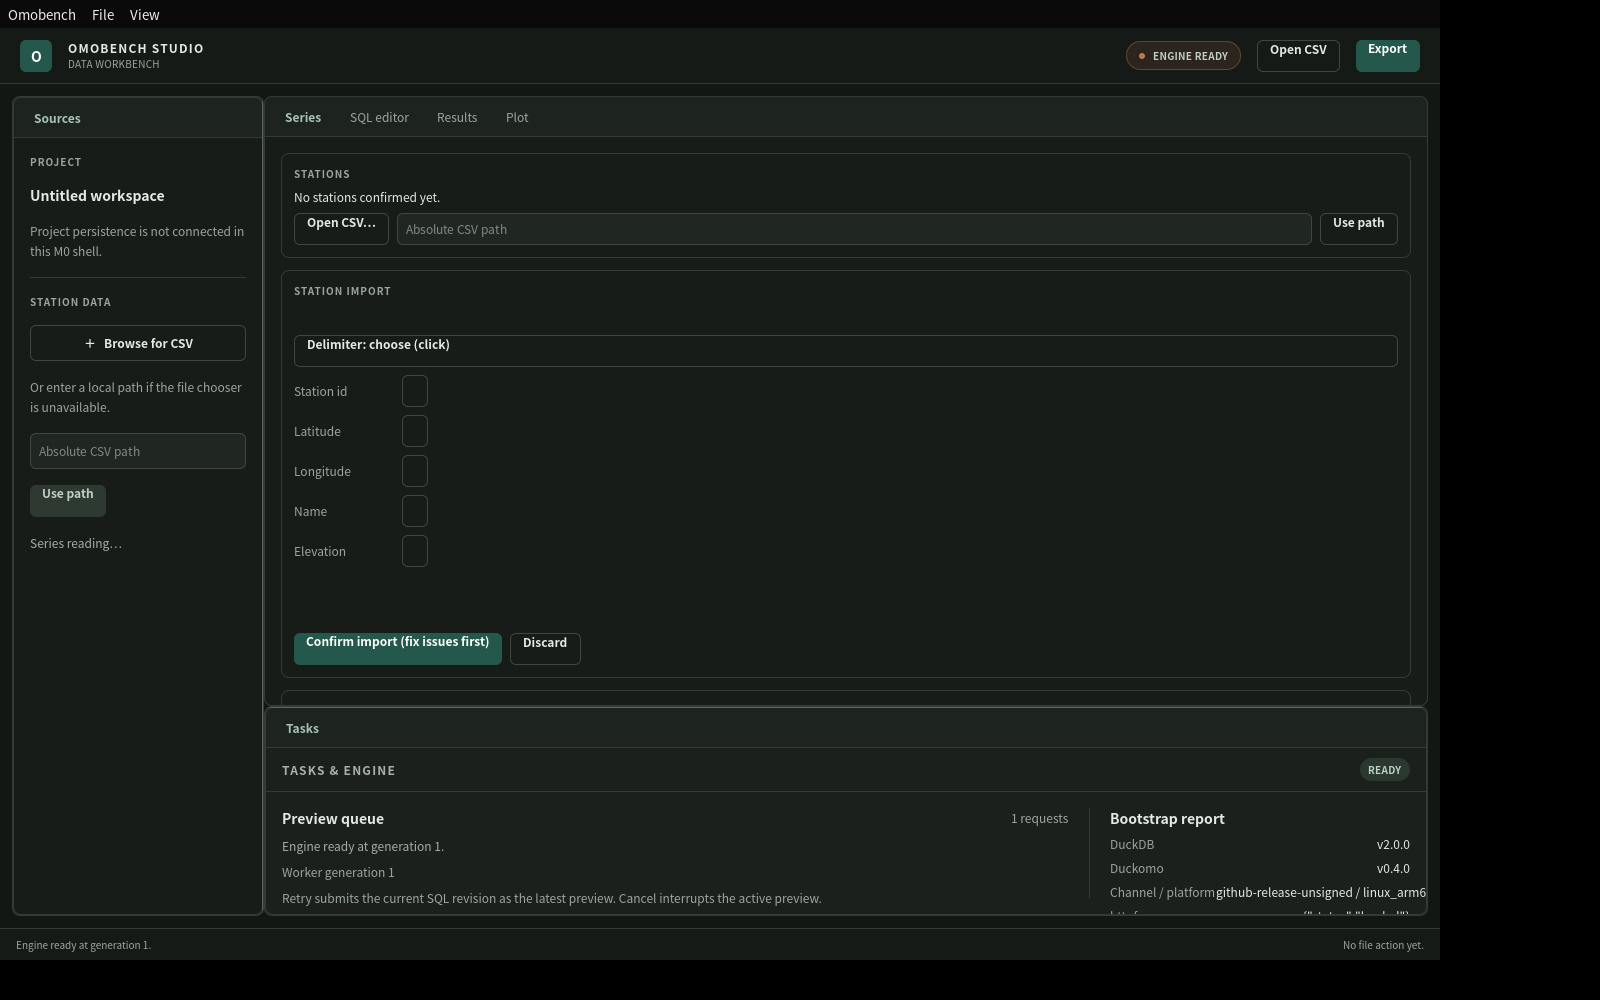 Omobench File View
O OMOBENCH STUDIO
DATA WORKBENCH
ENGINE READY
Open CSV
Export
Sources
PROJECT
Untitled workspace
Project persistence is not connected in
this M0 shell.
STATION DATA
+ Browse for CSV
Or enter a local path if the file chooser
is unavailable.
Absolute CSV path
Use path
Series reading…
Series SQL editor Results Plot
STATIONS
No stations confirmed yet.
Open CSV… Absolute CSV path Use path
STATION IMPORT
Delimiter: choose (click)
Station id
Latitude
Longitude
Name
Elevation
Confirm import (fix issues first) Discard
Tasks
TASKS & ENGINE READY
Preview queue 1 requests
Engine ready at generation 1.
Worker generation 1
Retry submits the current SQL revision as the latest preview. Cancel interrupts the active preview.
Bootstrap report
DuckDB v2.0.0
Duckomo v0.4.0
Channel / platform github-release-unsigned / linux_arm6
Engine ready at generation 1. No file action yet.